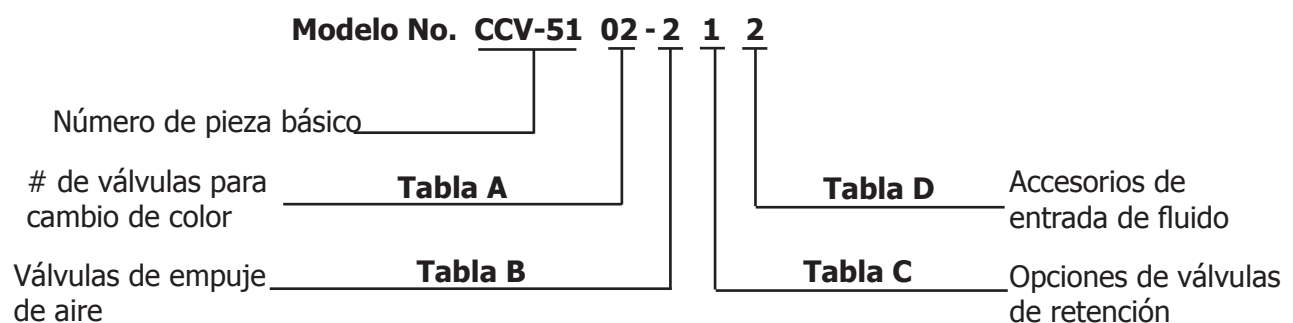 Modelo No. CCV-51 02 - 2 1 2
Número de pieza básico
# de válvulas para
cambio de color
Tabla A
Tabla D
Accesorios de
entrada de fluido
Válvulas de empuje
de aire
Tabla B
Tabla C
Opciones de válvulas
de retención